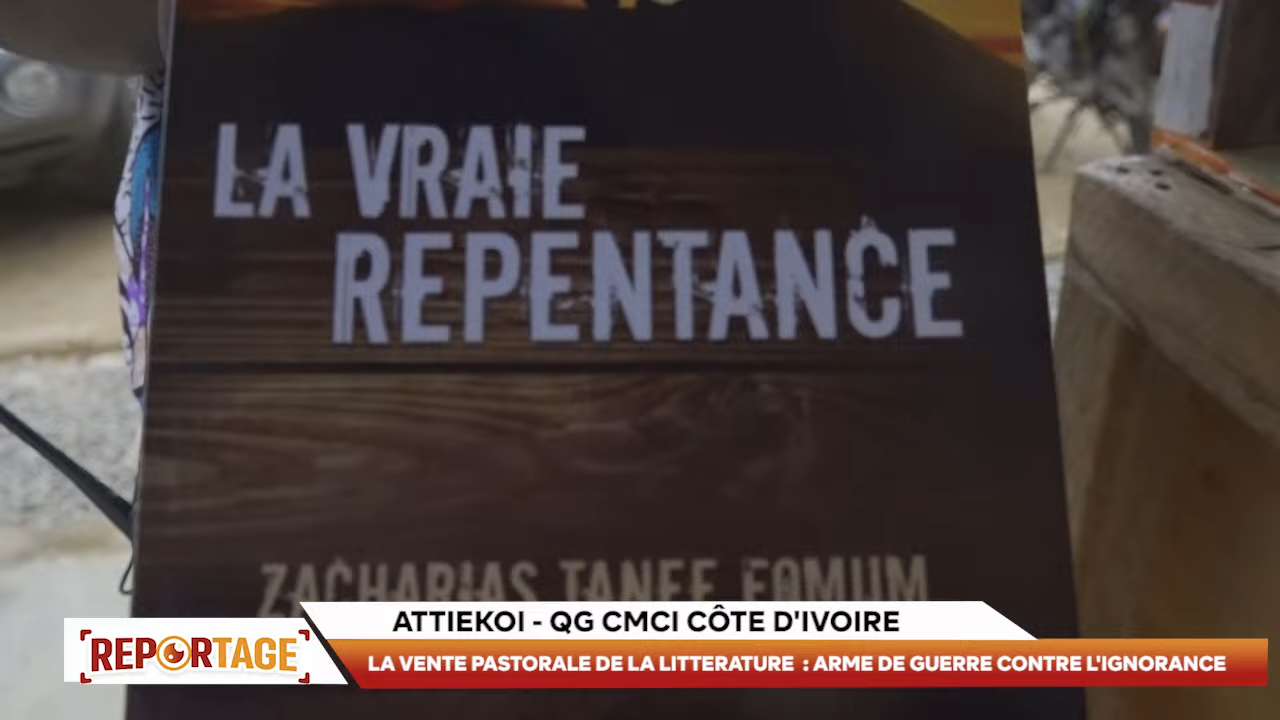 LA VRAIE
REPENTANCE
ZACHARIAS TANEE FOMUM
ATTIEKOI - QG CMCI CÔTE D'IVOIRE
REPORTAGE
LA VENTE PASTORALE DE LA LITTERATURE : ARME DE GUERRE CONTRE L'IGNORANCE